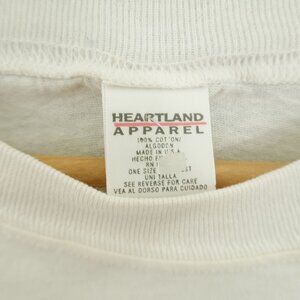 HEARTLAND
APPAREL
100% COTTON/
ALGODON
MADE IN U.S.A
HECHO
RN
ONE SIZE
UNI TALLA
SEE REVERSE FOR CARE
VEA AL DORSO PARA CUIDADO